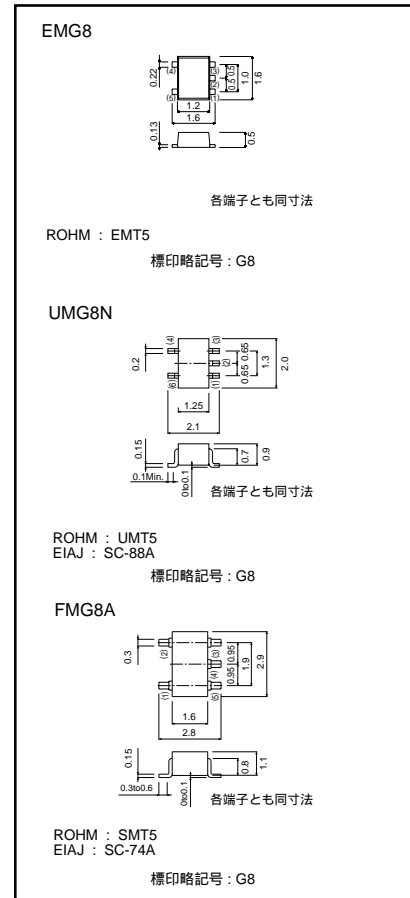 EMG8
0.22
(4)
(3)
(2)
(5)
(1)
0.5 0.5
1.0
1.6
1.2
1.6
0.13
0.5
各端子とも同寸法
ROHM : EMT5
標印略記号 : G8
UMG8N
0.2
(4)
(3)
(2)
(6)
(1)
0.65 0.65
1.3
2.0
1.25
2.1
0.15
0.1Min.
0to0.1
0.7
0.9
各端子とも同寸法
ROHM : UMT5
EIAJ : SC-88A
標印略記号 : G8
FMG8A
0.3
(2)
(3)
(4)
(1)
(5)
0.95 0.95
1.9
2.9
1.6
2.8
0.15
0.3to0.6
0to0.1
0.8
1.1
各端子とも同寸法
ROHM : SMT5
EIAJ : SC-74A
標印略記号 : G8